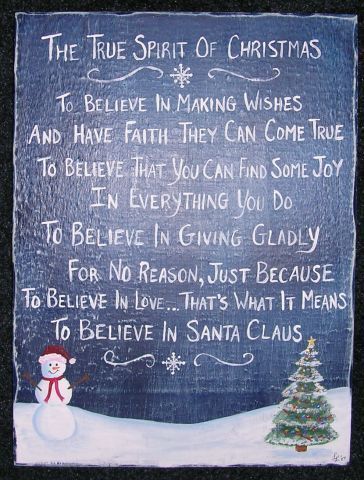 The True Spirit Of Christmas
To Believe In Making Wishes
And Have Faith They Can Come True
To Believe That You Can Find Some Joy
In Everything You Do
To Believe In Giving Gladly
For No Reason, Just Because
To Believe In Love... That's What It Means
To Believe In Santa Claus